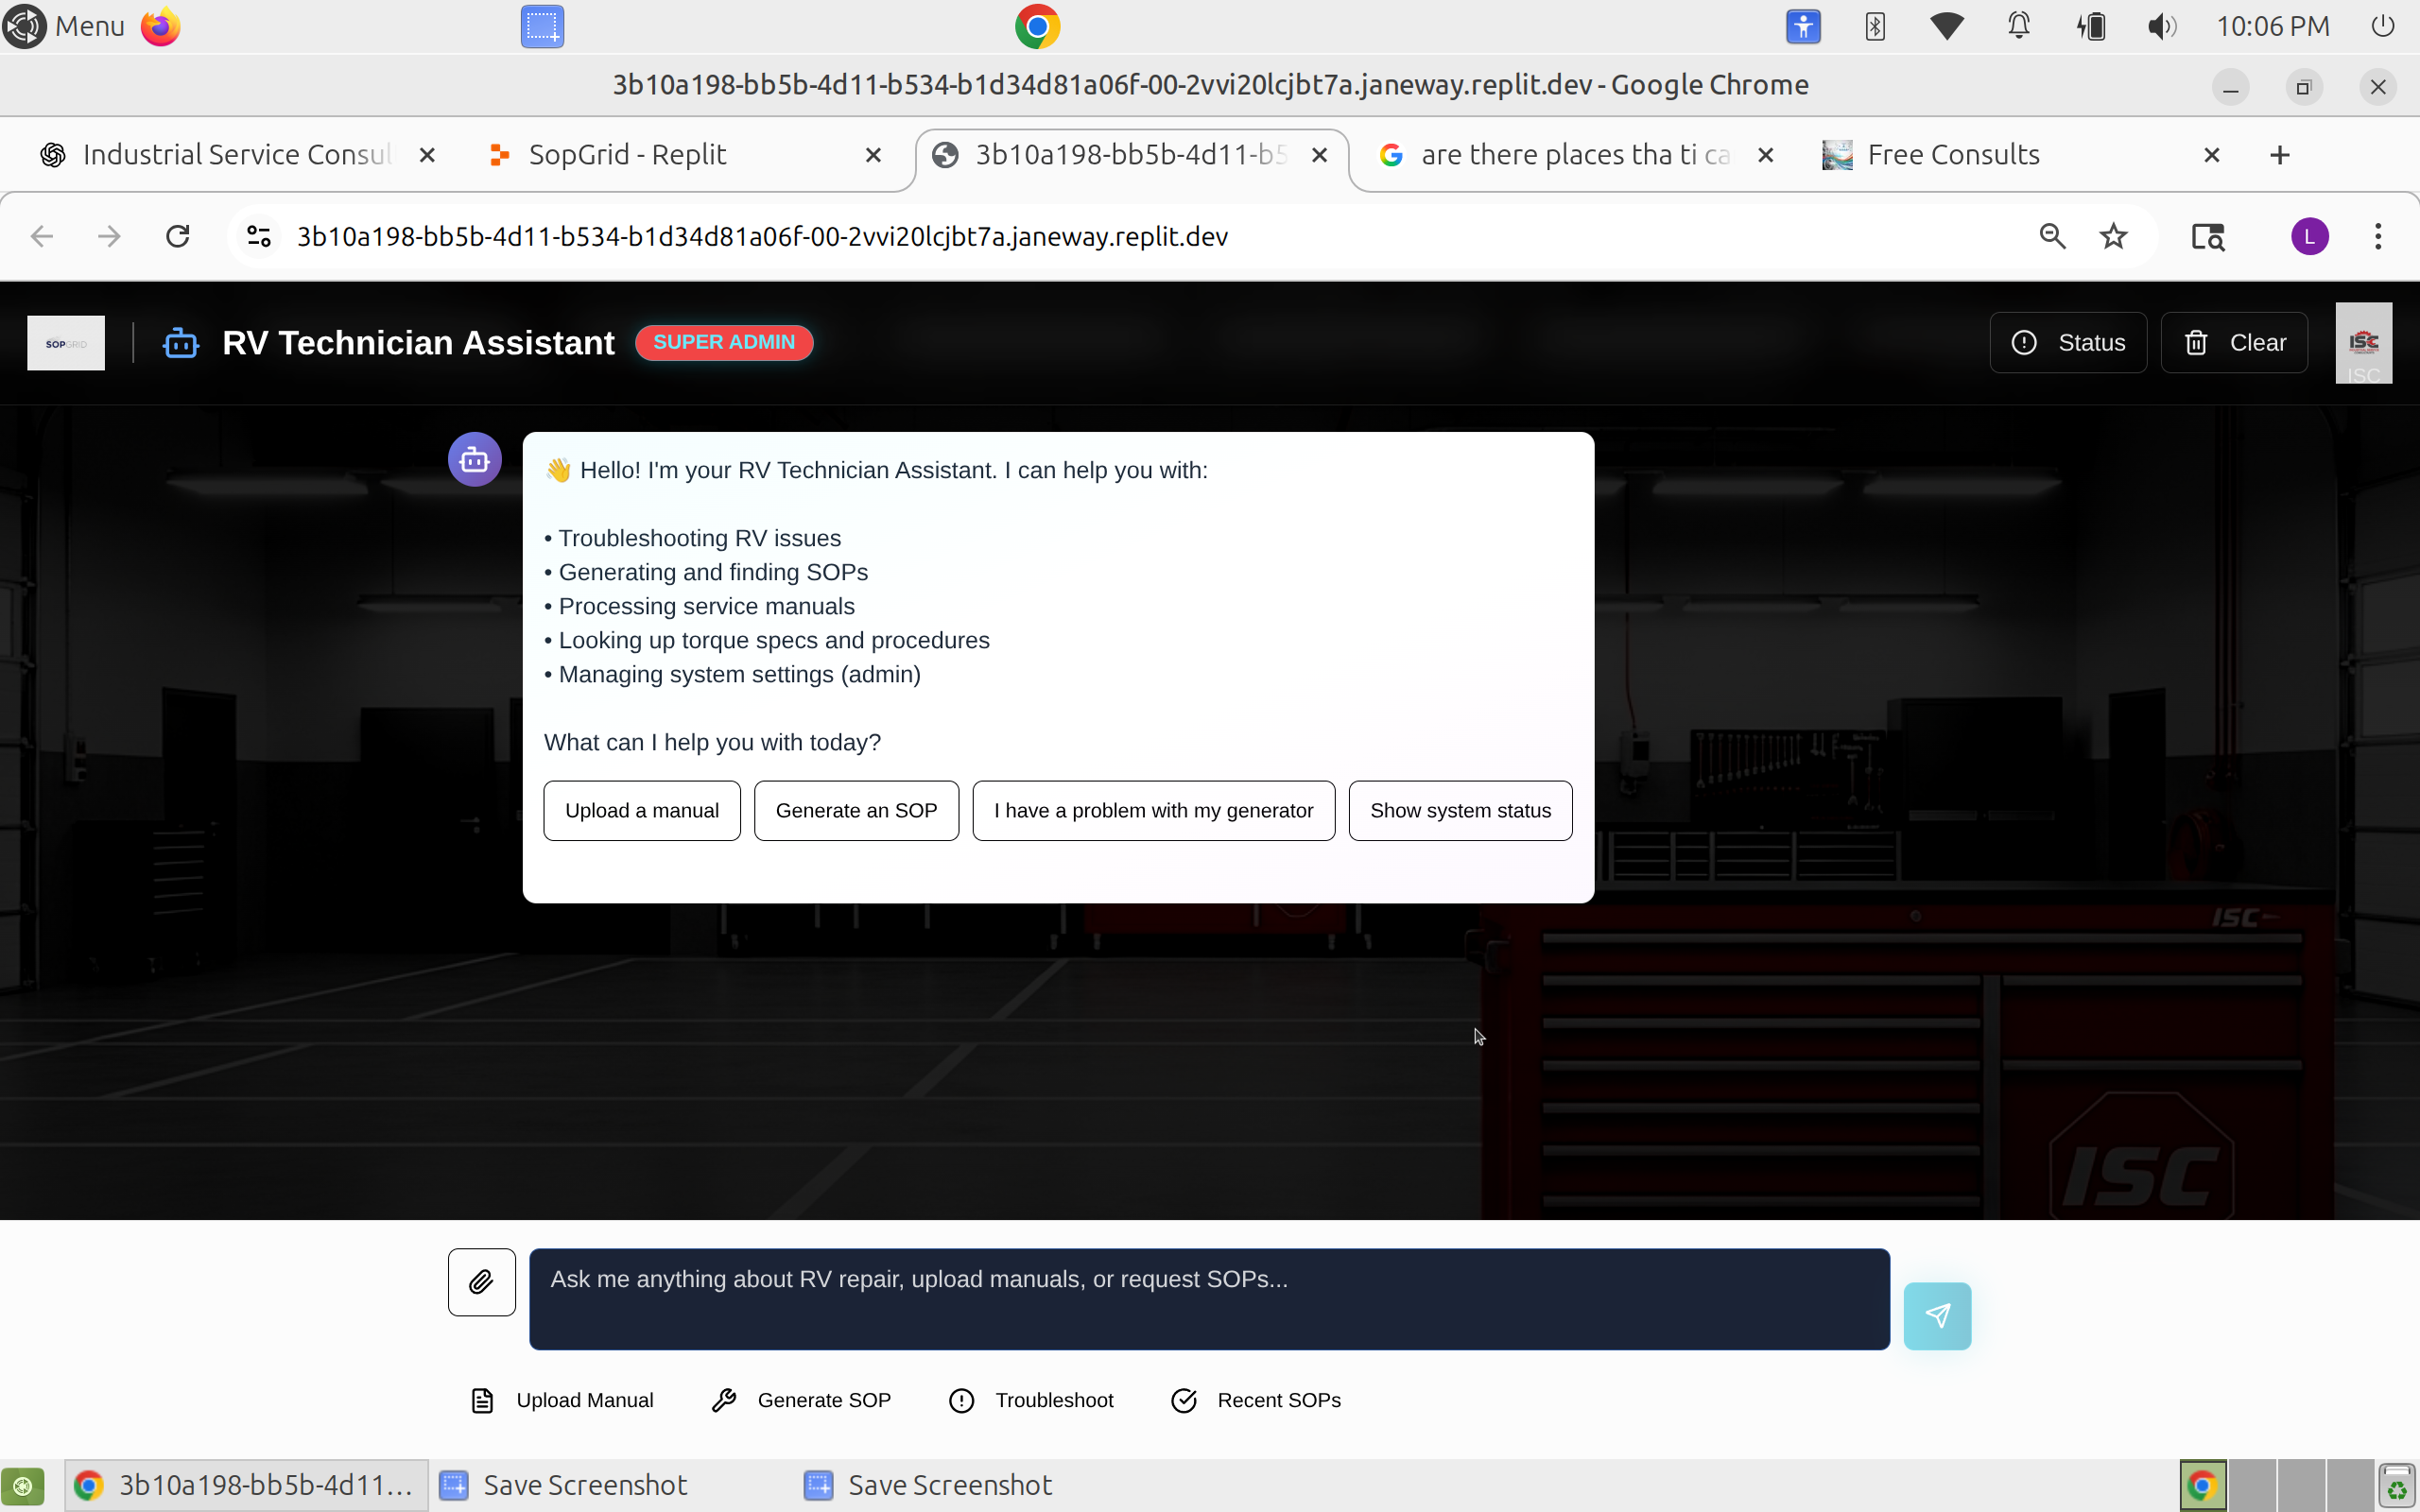 Menu
10:06 PM
3b10a198-bb5b-4d11-b534-b1d34d81a06f-00-2vvi20lcjbt7a.janeway.replit.dev - Google Chrome
Industrial Service Consul
SopGrid - Replit
3b10a198-bb5b-4d11-b5
are there places tha ti ca
Free Consults
3b10a198-bb5b-4d11-b534-b1d34d81a06f-00-2vvi20lcjbt7a.janeway.replit.dev
L
SOPGRID
RV Technician Assistant
SUPER ADMIN
Status
Clear
ISC
ISC
👋 Hello! I'm your RV Technician Assistant. I can help you with:
• Troubleshooting RV issues
• Generating and finding SOPs
• Processing service manuals
• Looking up torque specs and procedures
• Managing system settings (admin)
What can I help you with today?
Upload a manual
Generate an SOP
I have a problem with my generator
Show system status
ISC
ISC
Ask me anything about RV repair, upload manuals, or request SOPs...
Upload Manual
Generate SOP
Troubleshoot
Recent SOPs
3b10a198-bb5b-4d11...
Save Screenshot
Save Screenshot